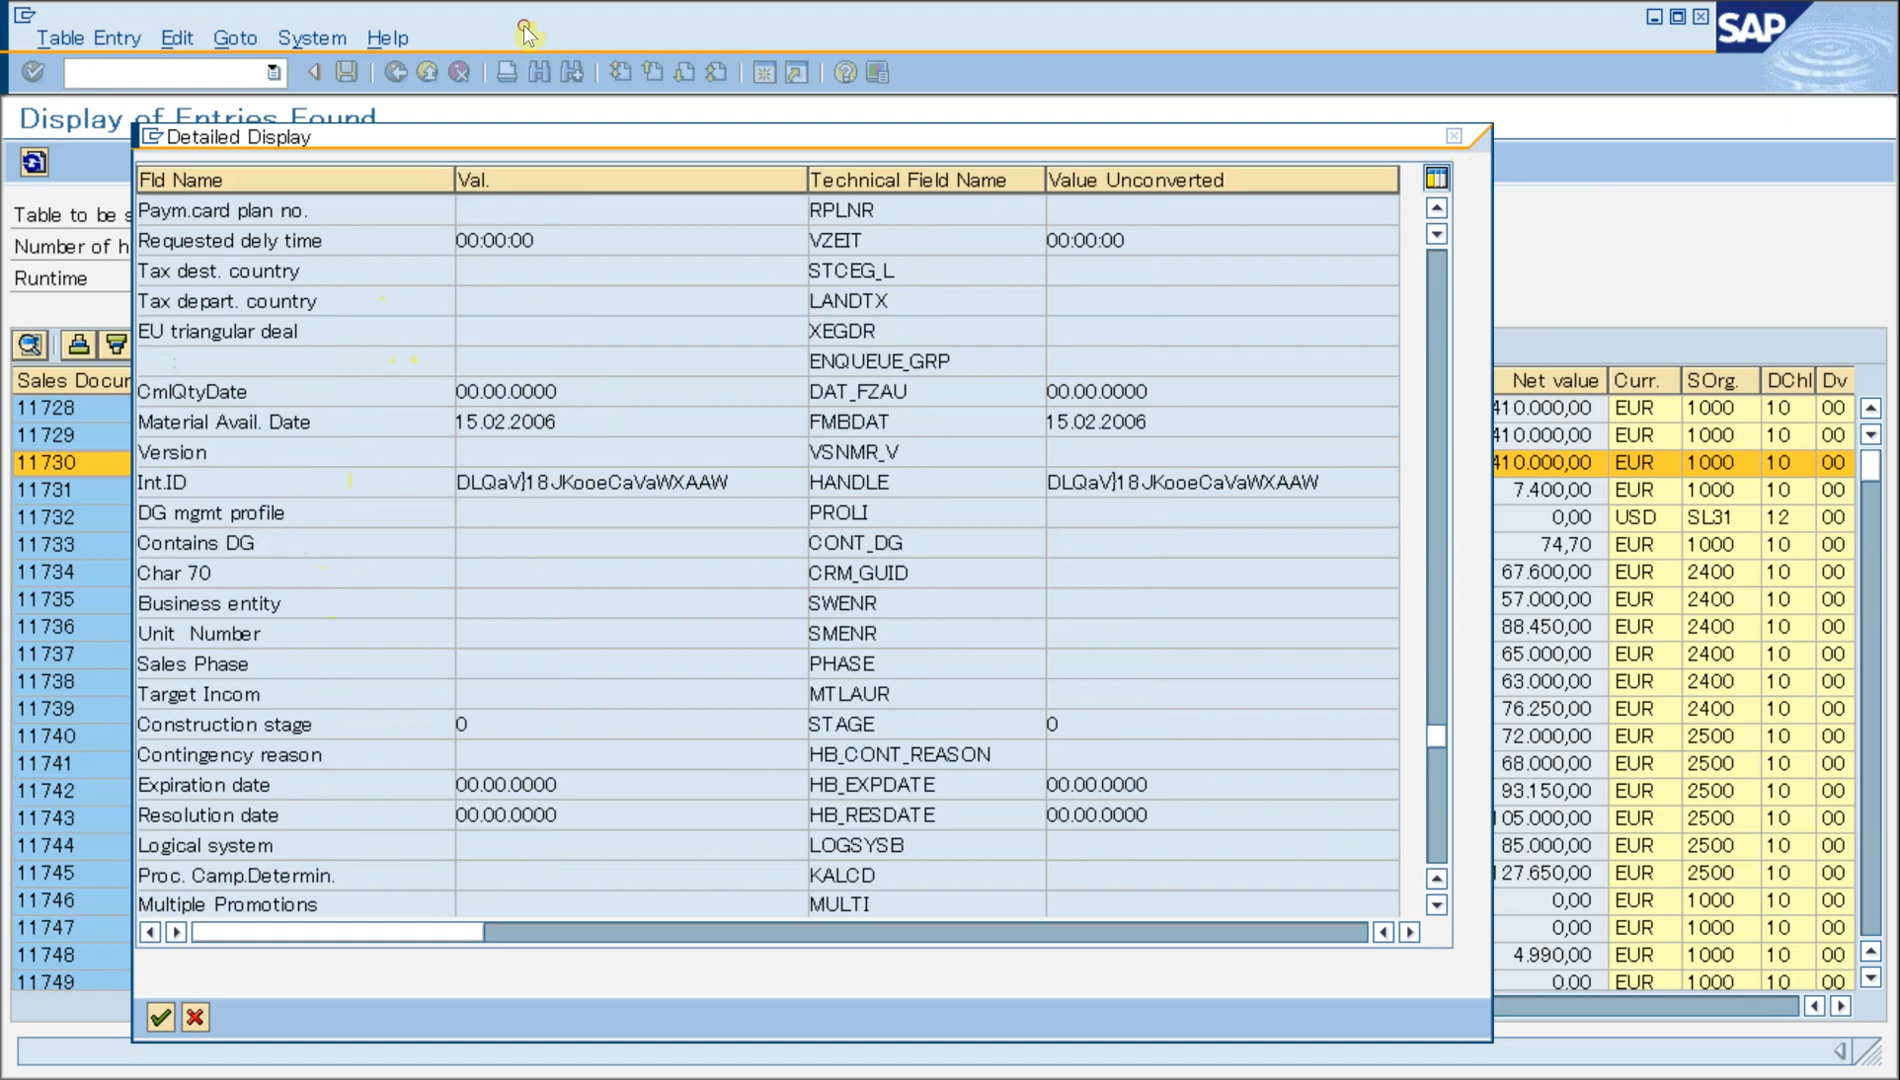 Table Entry Edit Goto System Help
SAP
Display of Entries Found
Detailed Display
Table to be s
Number of h
Runtime
Fld Name Val. Technical Field Name Value Unconverted
Paym.card plan no. RPLNR
Requested dely time 00:00:00 VZEIT 00:00:00
Tax dest. country STCEG_L
Tax depart. country LANDTX
EU triangular deal XEGDR
ENQUEUE_GRP
CmlQtyDate 00.00.0000 DAT_FZAU 00.00.0000
Material Avail. Date 15.02.2006 FMBDAT 15.02.2006
Version VSNMR_V
Int.ID DLQaV}18JKooeCaVaWXAAW HANDLE DLQaV}18JKooeCaVaWXAAW
DG mgmt profile PROLI
Contains DG CONT_DG
Char 70 CRM_GUID
Business entity SWENR
Unit Number SMENR
Sales Phase PHASE
Target Incom MTLAUR
Construction stage 0 STAGE 0
Contingency reason HB_CONT_REASON
Expiration date 00.00.0000 HB_EXPDATE 00.00.0000
Resolution date 00.00.0000 HB_RESDATE 00.00.0000
Logical system LOGSYSB
Proc. Camp.Determin. KALCD
Multiple Promotions MULTI
Sales Docur Net value Curr. SOrg. DChl Dv
11728 410.000,00 EUR 1000 10 00
11729 410.000,00 EUR 1000 10 00
11730 410.000,00 EUR 1000 10 00
11731 7.400,00 EUR 1000 10 00
11732 0,00 USD SL31 12 00
11733 74,70 EUR 1000 10 00
11734 67.600,00 EUR 2400 10 00
11735 57.000,00 EUR 2400 10 00
11736 88.450,00 EUR 2400 10 00
11737 65.000,00 EUR 2400 10 00
11738 63.000,00 EUR 2400 10 00
11739 76.250,00 EUR 2400 10 00
11740 72.000,00 EUR 2500 10 00
11741 68.000,00 EUR 2500 10 00
11742 93.150,00 EUR 2500 10 00
11743 105.000,00 EUR 2500 10 00
11744 85.000,00 EUR 2500 10 00
11745 127.650,00 EUR 2500 10 00
11746 0,00 EUR 1000 10 00
11747 0,00 EUR 1000 10 00
11748 4.990,00 EUR 1000 10 00
11749 0.00 EUR 1000 10 00